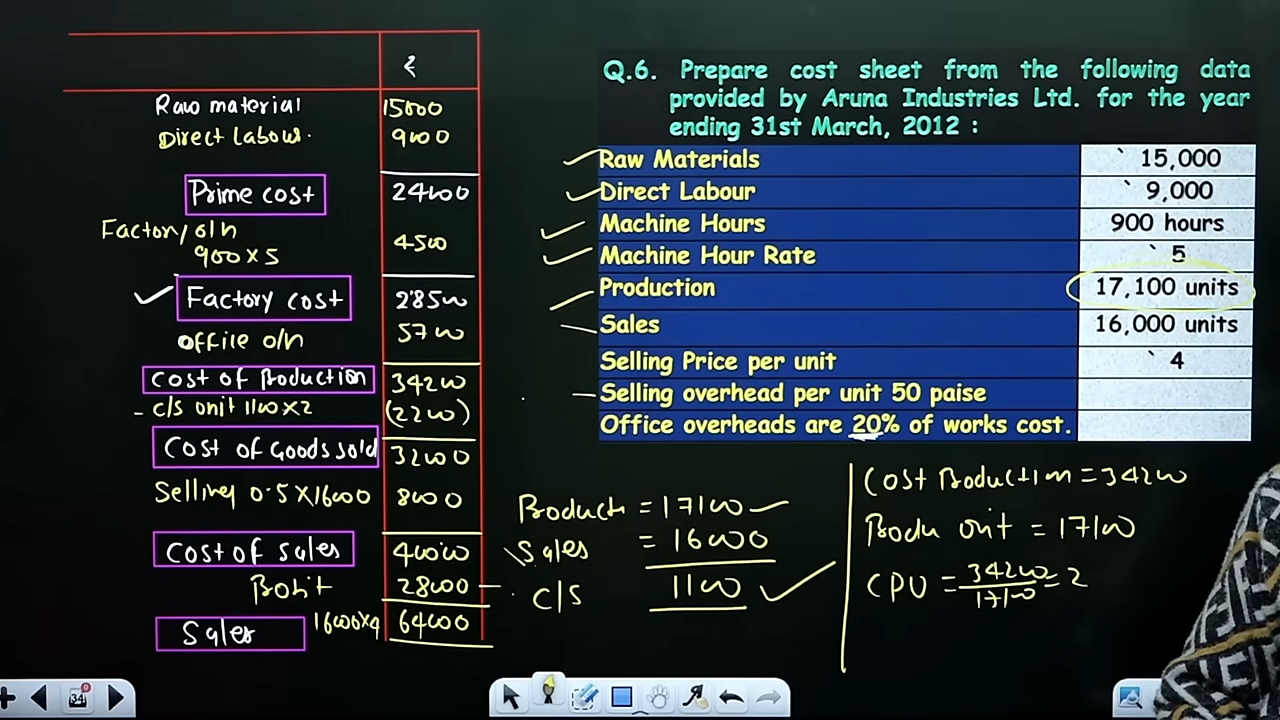 ₹
Raw material 15000
Direct Labour. 9000
Prime cost 24000
Factory o/h
900 x 5 4500
Factory cost 28500
office o/h 5700
Cost of Production 34200
- c/s unit 1100 x 2 (2200)
Cost of Goods sold 32000
Selling 0.5 x 16000 8000
Cost of sales 40000
Profit 28000
Sales 16000x4 64000
Q.6. Prepare cost sheet from the following data
provided by Aruna Industries Ltd. for the year
ending 31st March, 2012 :
Raw Materials ` 15,000
Direct Labour ` 9,000
Machine Hours 900 hours
Machine Hour Rate ` 5
Production 17,100 units
Sales 16,000 units
Selling Price per unit ` 4
Selling overhead per unit 50 paise
Office overheads are 20% of works cost.
Producti = 17100
Sales = 16000
C/S 1100
Cost Production = 34200
Produ unit = 17100
CPU = 34200/17100 = 2
34